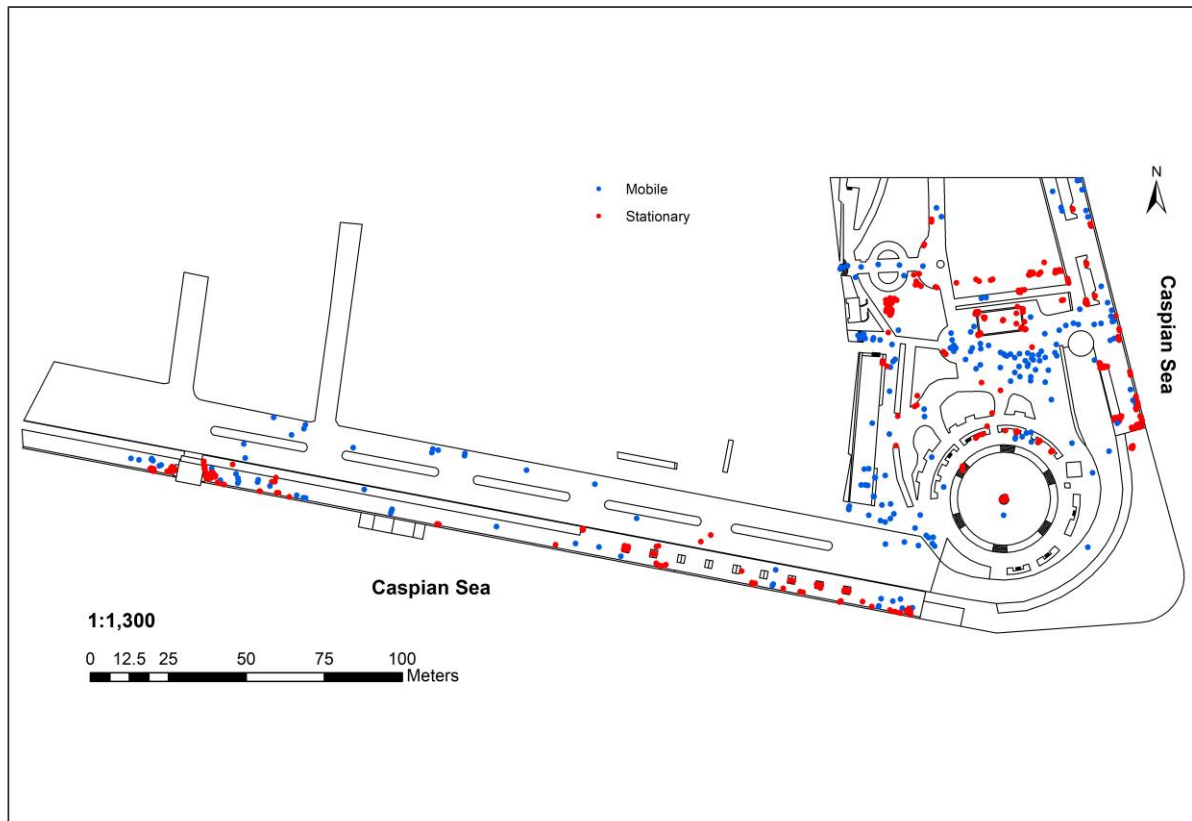 Mobile
Stationary
N
Caspian Sea
Caspian Sea
1:1,300
0 12.5 25 50 75 100
Meters